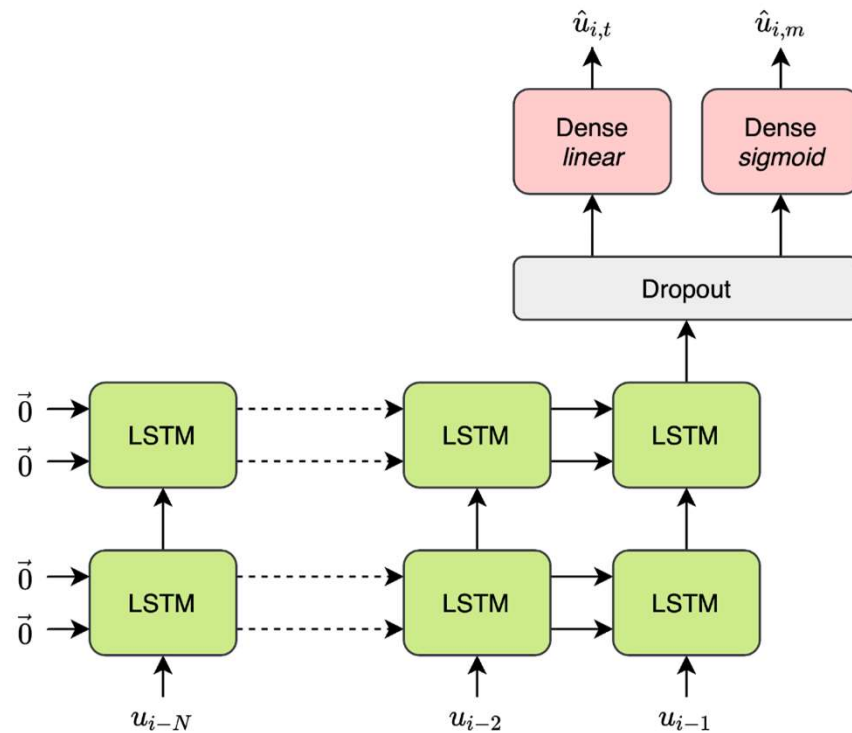 û_{i,t} û_{i,m}
Dense Dense
linear sigmoid
Dropout
0⃗ LSTM LSTM LSTM
0⃗
0⃗ LSTM LSTM LSTM
0⃗
u_{i−N} u_{i−2} u_{i−1}